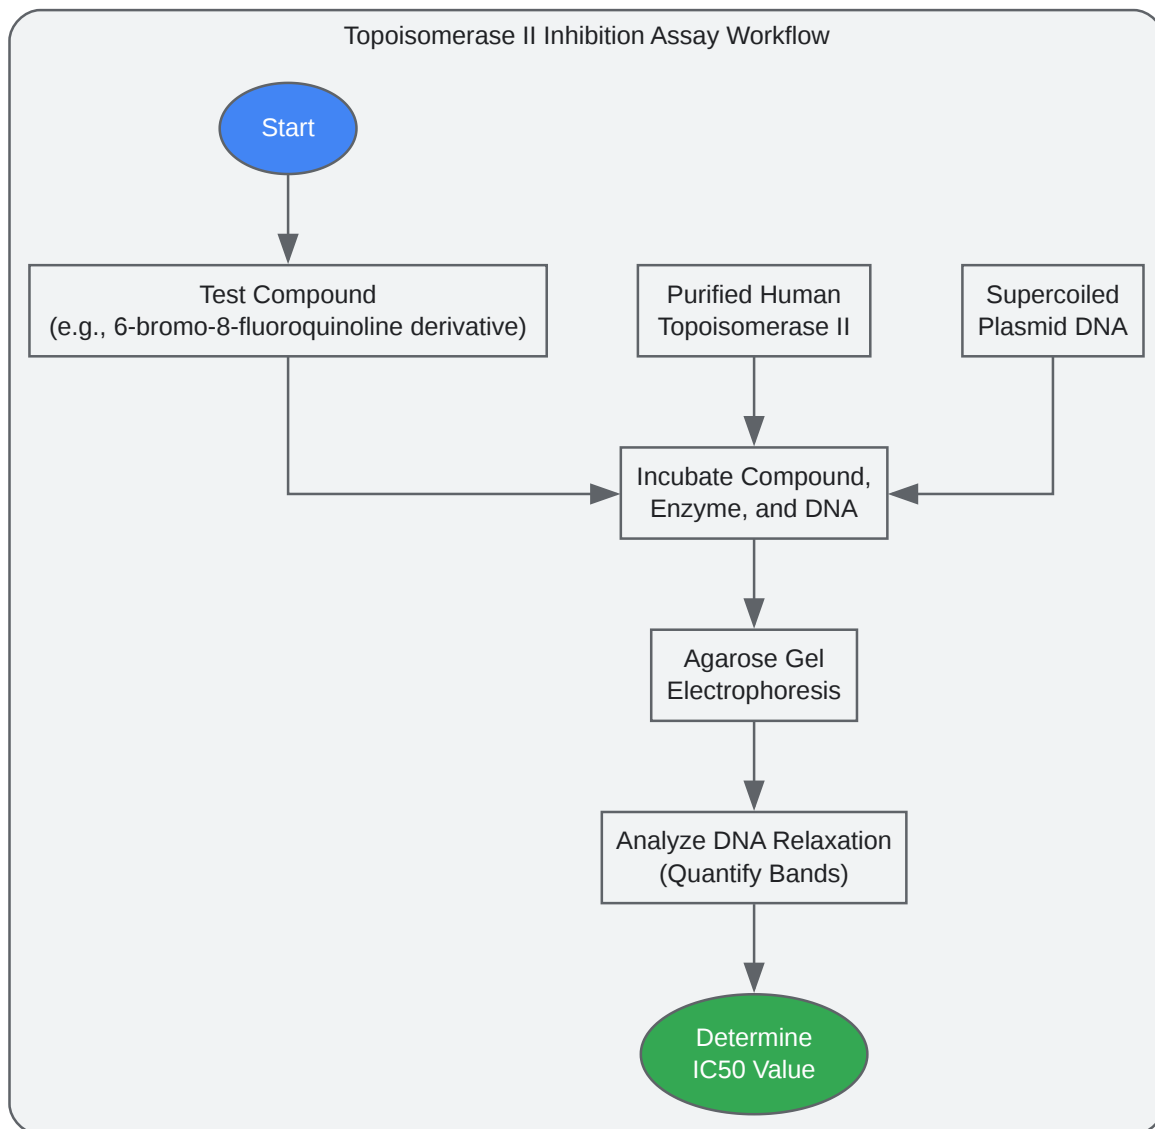 Topoisomerase II Inhibition Assay Workflow
Start
Test Compound
(e.g., 6-bromo-8-fluoroquinoline derivative)
Purified Human
Topoisomerase II
Supercoiled
Plasmid DNA
Incubate Compound,
Enzyme, and DNA
Agarose Gel
Electrophoresis
Analyze DNA Relaxation
(Quantify Bands)
Determine
IC50 Value